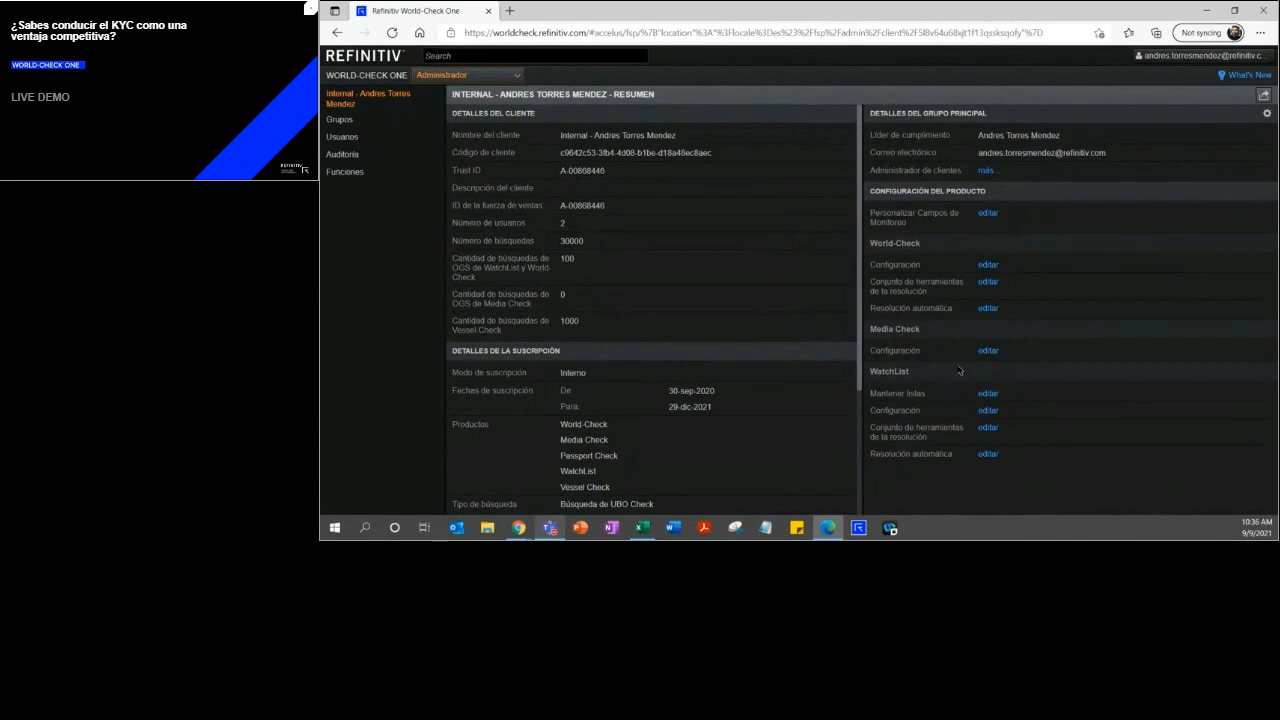 ¿Sabes conducir el KYC como una
ventaja competitiva?
WORLD-CHECK ONE
LIVE DEMO
REFINITIV
Refinitiv World-Check One
Not syncing
REFINITIV
Search
andres.torresmendez@refinitiv.c...
WORLD-CHECK ONE
Administrador
What's New
Internal - Andres Torres
Mendez
Grupos
Usuarios
Auditoría
Funciones
INTERNAL - ANDRES TORRES MENDEZ - RESUMEN
DETALLES DEL CLIENTE
Nombre del cliente Internal - Andres Torres Mendez
Código de cliente c9642c53-3fb4-4d08-b1be-d18a48ec8aec
Trust ID A-00868446
Descripción del cliente
ID de la fuerza de ventas A-00868446
Número de usuarios 2
Número de búsquedas 30000
Cantidad de búsquedas de 100
OGS de WatchList y World-
Check
Cantidad de búsquedas de 0
OGS de Media Check
Cantidad de búsquedas de 1000
Vessel Check
DETALLES DE LA SUSCRIPCIÓN
Modo de suscripción Interno
Fechas de suscripción De: 30-sep-2020
Para: 29-dic-2021
Productos World-Check
Media Check
Passport Check
WatchList
Vessel Check
Tipo de búsqueda Búsqueda de UBO Check
DETALLES DEL GRUPO PRINCIPAL
Líder de cumplimiento Andres Torres Mendez
Correo electrónico andres.torresmendez@refinitiv.com
Administrador de clientes más...
CONFIGURACIÓN DEL PRODUCTO
Personalizar Campos de editar
Monitoreo
World-Check
Configuración editar
Conjunto de herramientas editar
de la resolución
Resolución automática editar
Media Check
Configuración editar
WatchList
Mantener listas editar
Configuración editar
Conjunto de herramientas editar
de la resolución
Resolución automática editar
10:36 AM
9/9/2021